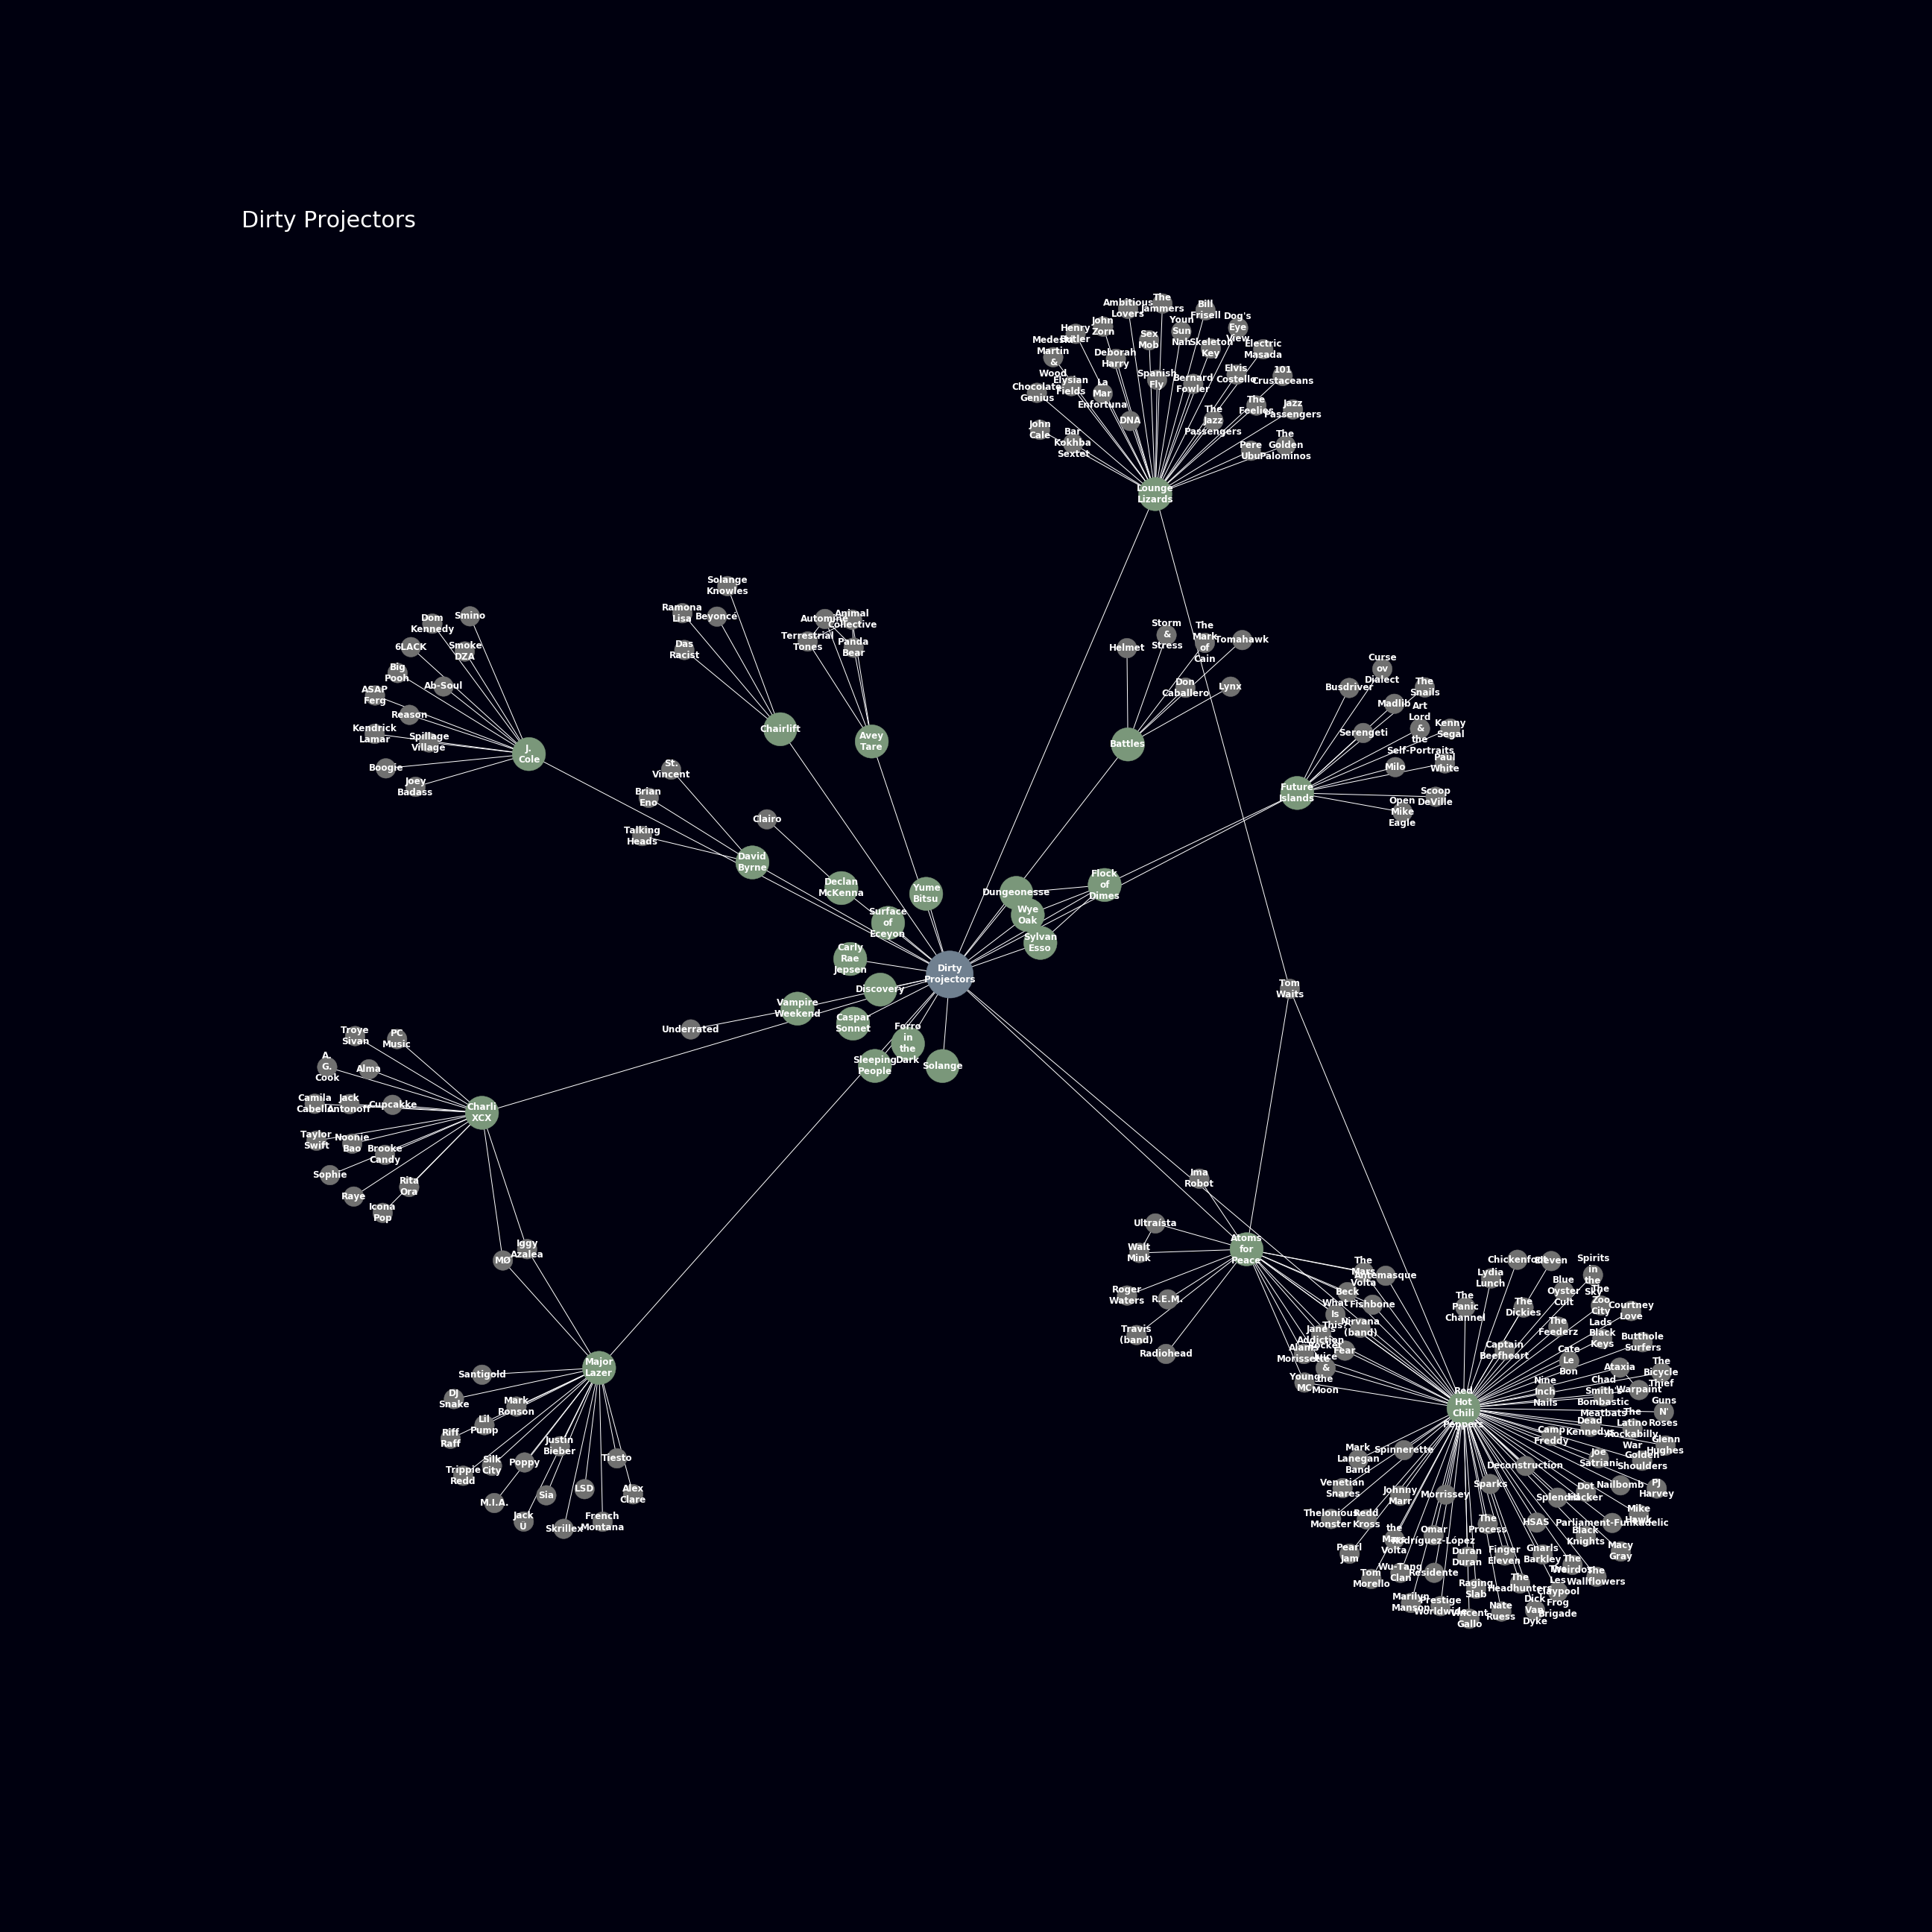 Dirty Projectors
Ambitious
Lovers
The
Jammers
Bill
Frisell
Dog's
Eye
View
John
Zorn
Henry
Butler
Sex
Mob
Youn
Sun
Nah
Skeleton
Key
Electric
Masada
Medeski
Martin
&
Wood
Deborah
Harry
Spanish
Fly
Bernard
Fowler
Elvis
Costello
101
Crustaceans
Chocolate
Genius
Elysian
Fields
La
Mar
Enfortuna
DNA
The
Jazz
Passengers
The
Feelies
Jazz
Passengers
John
Cale
Bar
Kokhba
Sextet
Pere
Ubu
The
Golden
Palominos
Lounge
Lizards
Solange
Knowles
Ramona
Lisa
Beyoncé
Das
Racist
Chairlift
Automine
Animal
Collective
Terrestrial
Tones
Panda
Bear
Avey
Tare
Dom
Kennedy
Smino
6LACK
Smoke
DZA
Big
Pooh
Ab-Soul
ASAP
Ferg
Reason
Kendrick
Lamar
Spillage
Village
Boogie
Joey
Badass
J.
Cole
Helmet
Storm
&
Stress
The
Mark
of
Cain
Tomahawk
Don
Caballero
Lynx
Battles
Curse
ov
Dialect
Busdriver
Madlib
The
Snails
Art
Lord
&
the
Self-Portraits
Kenny
Segal
Serengeti
Milo
Paul
White
Scoop
DeVille
Open
Mike
Eagle
Future
Islands
St.
Vincent
Brian
Eno
Talking
Heads
David
Byrne
Clairo
Declan
McKenna
Yume
Bitsu
Surface
of
Eceyon
Carly
Rae
Jepsen
Dungeonesse
Flock
of
Dimes
Wye
Oak
Sylvan
Esso
Dirty
Projectors
Discovery
Vampire
Weekend
Underrated
Caspar
Sonnet
Forro
in
the
Dark
Sleeping
People
Solange
Tom
Waits
Troye
Sivan
PC
Music
A.
G.
Cook
Alma
Camila
Cabello
Jack
Antonoff
Cupcakke
Charli
XCX
Taylor
Swift
Noonie
Bao
Brooke
Candy
Sophie
Raye
Rita
Ora
Icona
Pop
Iggy
Azalea
MØ
Major
Lazer
Santigold
DJ
Snake
Mark
Ronson
Lil
Pump
Riff
Raff
Justin
Bieber
Silk
City
Poppy
Tiesto
Trippie
Redd
M.I.A.
Sia
LSD
Alex
Clare
Jack
U
Skrillex
French
Montana
Ima
Robot
Ultraísta
Walt
Mink
Atoms
for
Peace
Roger
Waters
R.E.M.
Travis
(band)
Radiohead
The
Mars
Volta
Antemasque
Beck
What
Is
This?
Fishbone
Nirvana
(band)
Jane's
Addiction
Alanis
Morissette
Fear
Juice
&
the
Moon
Young
MC
Chickenfoot
Eleven
Lydia
Lunch
Spirits
in
the
Sky
Blue
Oyster
Cult
The
Panic
Channel
The
Dickies
The
Zoo
City
Lads
Courtney
Love
The
Feederz
Black
Keys
Butthole
Surfers
Captain
Beefheart
Cate
Le
Bon
Ataxia
The
Bicycle
Thief
Nine
Inch
Nails
Chad
Smith's
Bombastic
Meatbats
Warpaint
Guns
N'
Roses
Red
Hot
Chili
Peppers
Dead
Kennedys
The
Latino
Rockabilly
War
Camp
Freddy
Glenn
Hughes
Golden
Shoulders
Joe
Satriani
Mark
Lanegan
Band
Spinnerette
Deconstruction
Venetian
Snares
Johnny
Marr
Morrissey
Sparks
Splendid
Dot
Hacker
Nailbomb
PJ
Harvey
Thelonious
Monster
Redd
Kross
The
Process
HSAS
Parliament-Funkadelic
Mike
Hawk
the
Mars
Volta
Omar
Rodríguez-López
Black
Knights
Macy
Gray
Pearl
Jam
Duran
Duran
Finger
Eleven
Gnarls
Barkley
The
Weirdos
The
Wallflowers
Tom
Morello
Wu-Tang
Clan
Residente
Raging
Slab
The
Headhunters
Les
Claypool
Frog
Brigade
Marilyn
Manson
Prestige
Worldwide
Vincent
Gallo
Nate
Ruess
Dick
Van
Dyke